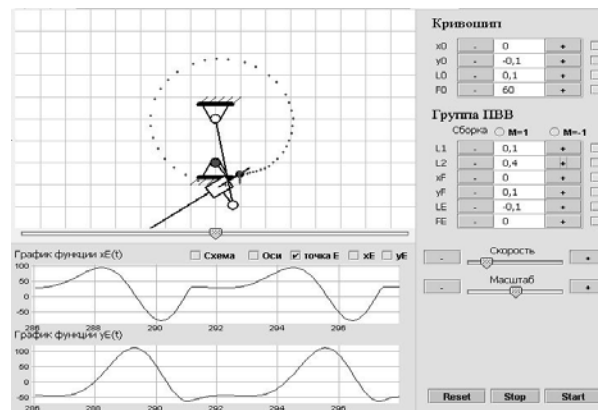 Кривошип
x0 - 0 +
y0 - -0,1 +
L0 - 0,1 +
F0 - 60 +
Группа ПВВ
Сборка M=1 M=-1
L1 - 0,1 +
L2 - 0,4 +
xF - 0 +
yF - 0,1 +
LE - -0,1 +
FE - 0 +
График функции xE(t) Схема Оси точка E xE yE
100
50
0
-50
286 288 290 292 294 296
График функции yE(t)
100
50
0
-50
286 288 290 292 294 296
- Скорость +
- Масштаб +
Reset Stop Start